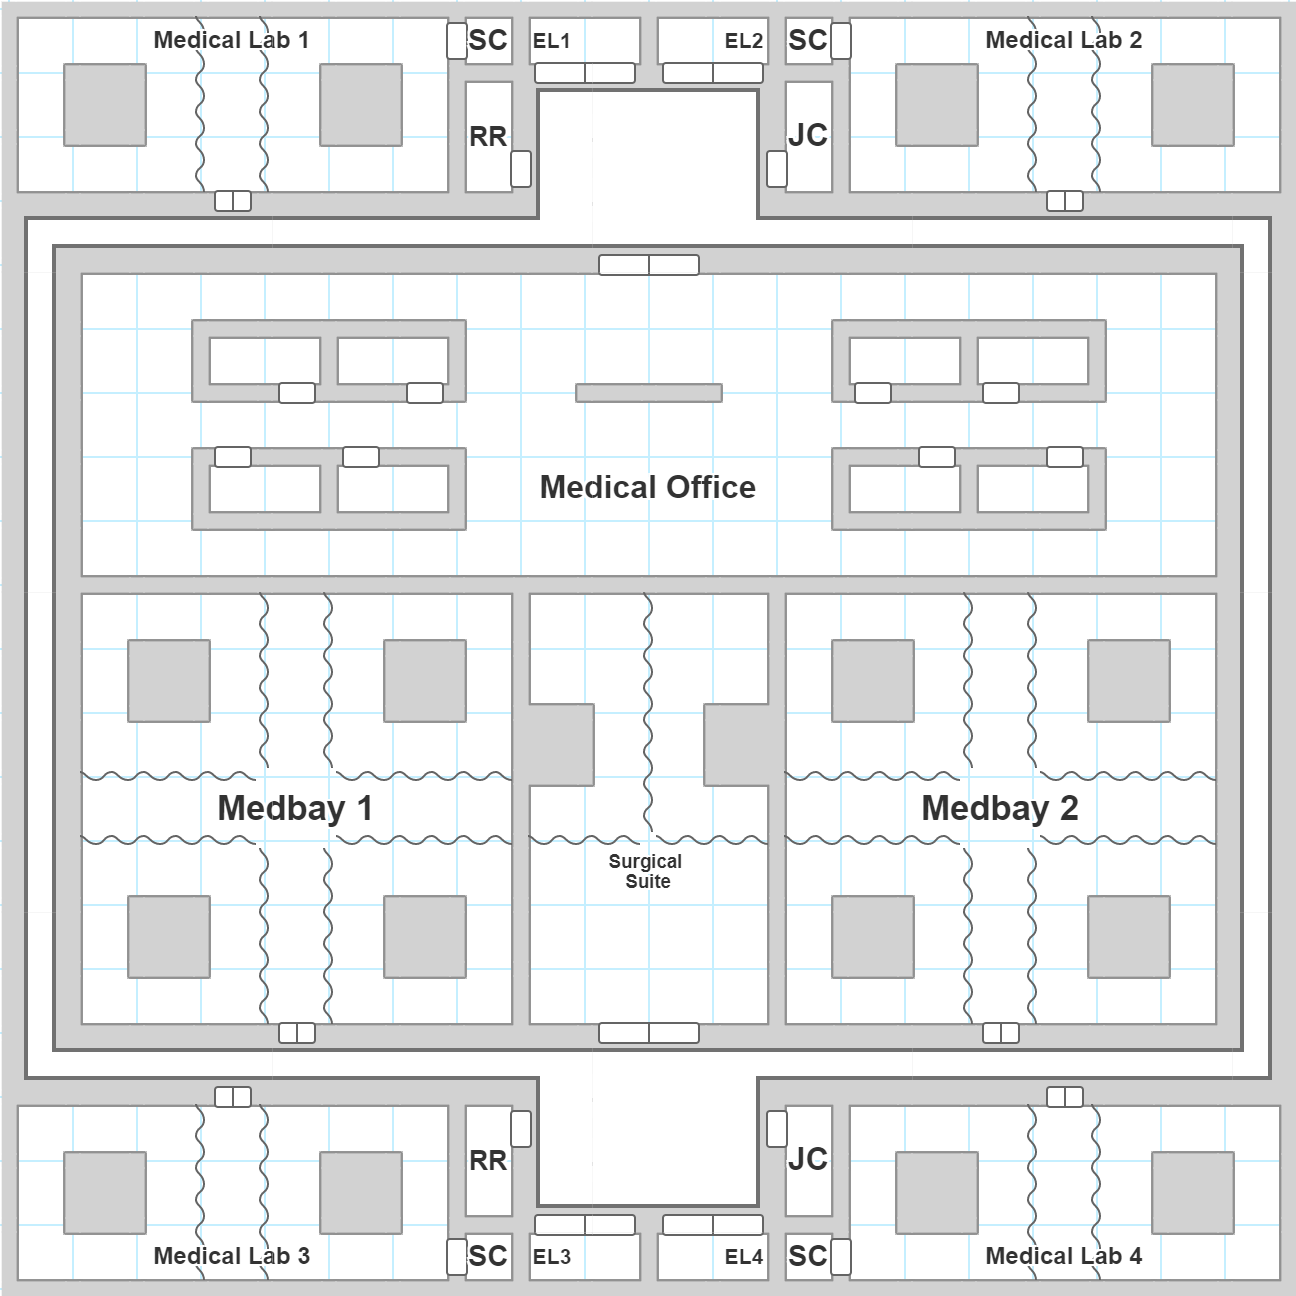 Medical Lab 1
SC
EL1
EL2
SC
Medical Lab 2
RR
JC
Medical Office
Medbay 1
Medbay 2
Surgical
Suite
RR
JC
Medical Lab 3
SC
EL3
EL4
SC
Medical Lab 4